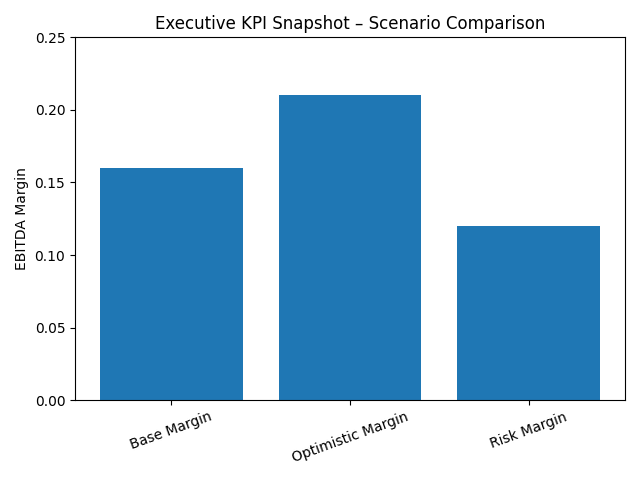 Executive KPI Snapshot – Scenario Comparison
EBITDA Margin
0.25
0.20
0.15
0.10
0.05
0.00
Base Margin
Optimistic Margin
Risk Margin